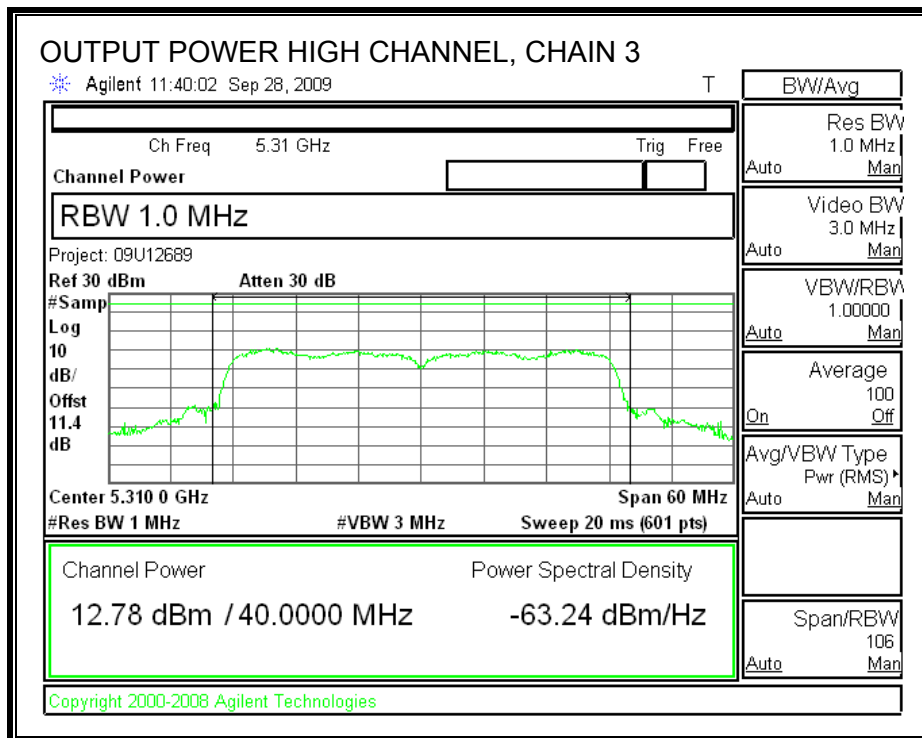 OUTPUT POWER HIGH CHANNEL, CHAIN 3
Agilent 11:40:02 Sep 28, 2009 T
Ch Freq 5.31 GHz Trig Free
Channel Power
RBW 1.0 MHz
Project: 09U12689
Ref 30 dBm Atten 30 dB
#Samp
Log
10
dB/
Offst
11.4
dB
Center 5.310 0 GHz Span 60 MHz
#Res BW 1 MHz #VBW 3 MHz Sweep 20 ms (601 pts)
Channel Power Power Spectral Density
12.78 dBm / 40.0000 MHz -63.24 dBm/Hz
Copyright 2000-2008 Agilent Technologies
BW/Avg
Res BW
1.0 MHz
Auto Man
Video BW
3.0 MHz
Auto Man
VBW/RBW
1.00000
Auto Man
Average
100
On Off
Avg/VBW Type
Pwr (RMS)
Auto Man
Span/RBW
106
Auto Man